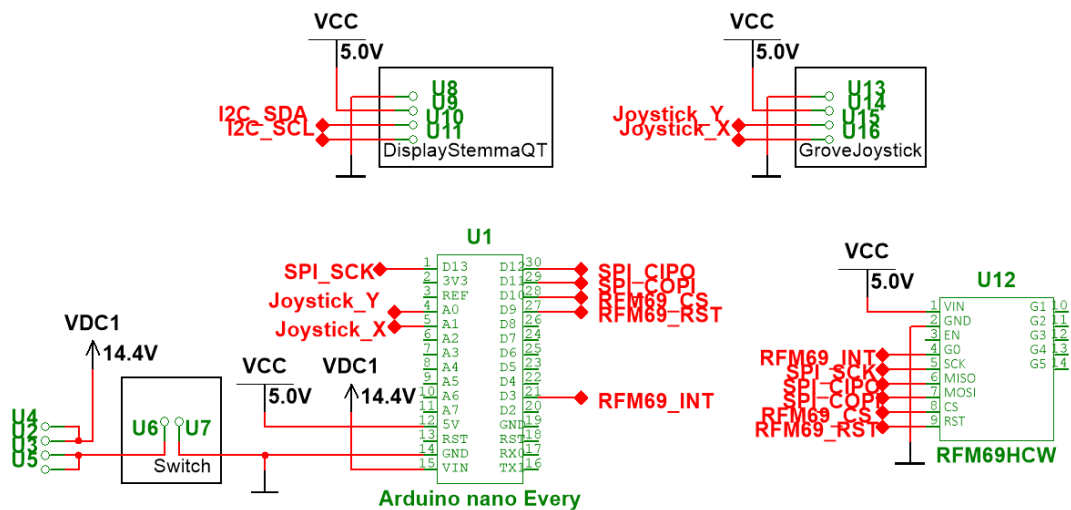 VCC
5.0V
U8
U9
U10
U11
I2C_SDA
I2C_SCL
DisplayStemmaQT
VCC
5.0V
U13
U14
U15
U16
Joystick_Y
Joystick_X
GroveJoystick
VDC1
14.4V
U4
U2
U3
U5
U6 U7
Switch
VCC
5.0V
VDC1
14.4V
SPI_SCK
Joystick_Y
Joystick_X
U1
1 D13 D12 30
2 3V3 D11 29
3 REF D10 28
4 A0 D9 27
5 A1 D8 26
6 A2 D7 25
7 A3 D6 24
8 A4 D5 23
9 A5 D4 22
10 A6 D3 21
11 A7 D2 20
12 5V GND 19
13 RST RST 18
14 GND RX0 17
15 VIN TX1 16
Arduino nano Every
SPI_CIPO
SPI_COPI
RFM69_CS
RFM69_RST
RFM69_INT
VCC
5.0V
U12
1 VIN G1 10
2 GND G2 11
3 EN G3 12
4 G0 G4 13
5 SCK G5 14
6 MISO
7 MOSI
8 CS
9 RST
RFM69_INT
SPI_SCK
SPI_CIPO
SPI_COPI
RFM69_CS
RFM69_RST
RFM69HCW